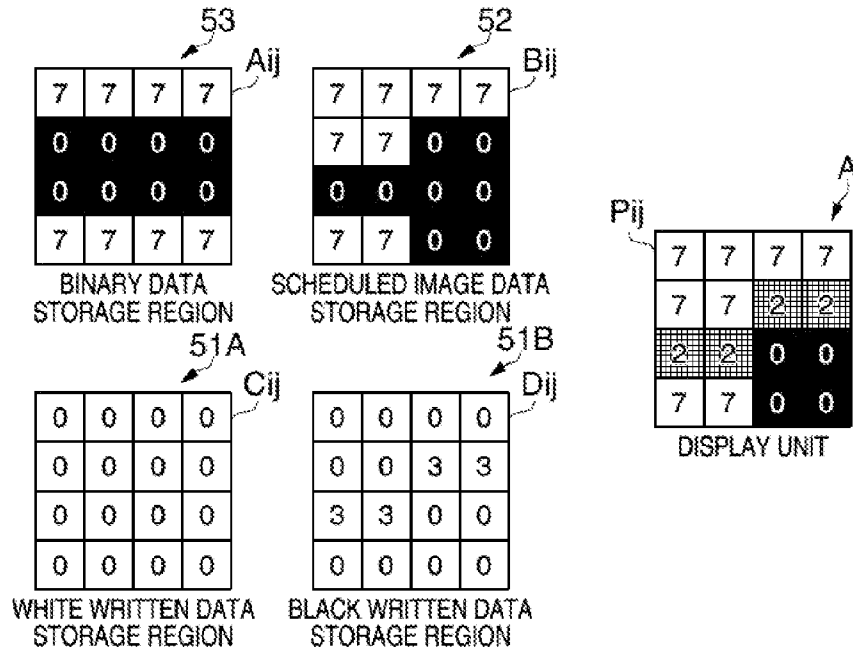 53
Aij
7 7 7 7
0 0 0 0
0 0 0 0
7 7 7 7
BINARY DATA
STORAGE REGION
52
Bij
7 7 7 7
7 7 0 0
0 0 0 0
7 7 0 0
SCHEDULED IMAGE DATA
STORAGE REGION
A
Pij
7 7 7 7
7 7 2 2
2 2 0 0
7 7 0 0
DISPLAY UNIT
51A
Cij
0 0 0 0
0 0 0 0
0 0 0 0
0 0 0 0
WHITE WRITTEN DATA
STORAGE REGION
51B
Dij
0 0 0 0
0 0 3 3
3 3 0 0
0 0 0 0
BLACK WRITTEN DATA
STORAGE REGION